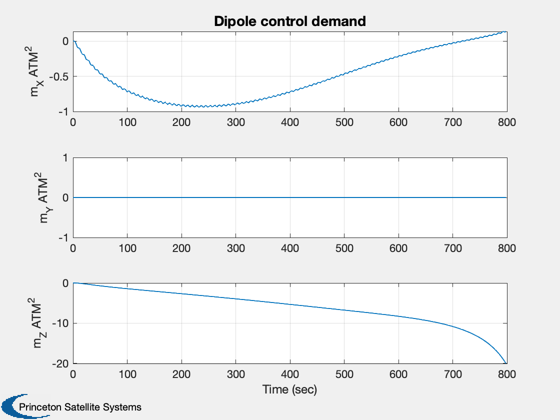 Dipole control demand
0
-0.5
-1
m_X ATM^2
0 100 200 300 400 500 600 700 800
1
0
-1
m_Y ATM^2
0 100 200 300 400 500 600 700 800
0
-10
-20
m_Z ATM^2
0 100 200 300 400 500 600 700 800
Time (sec)
Princeton Satellite Systems